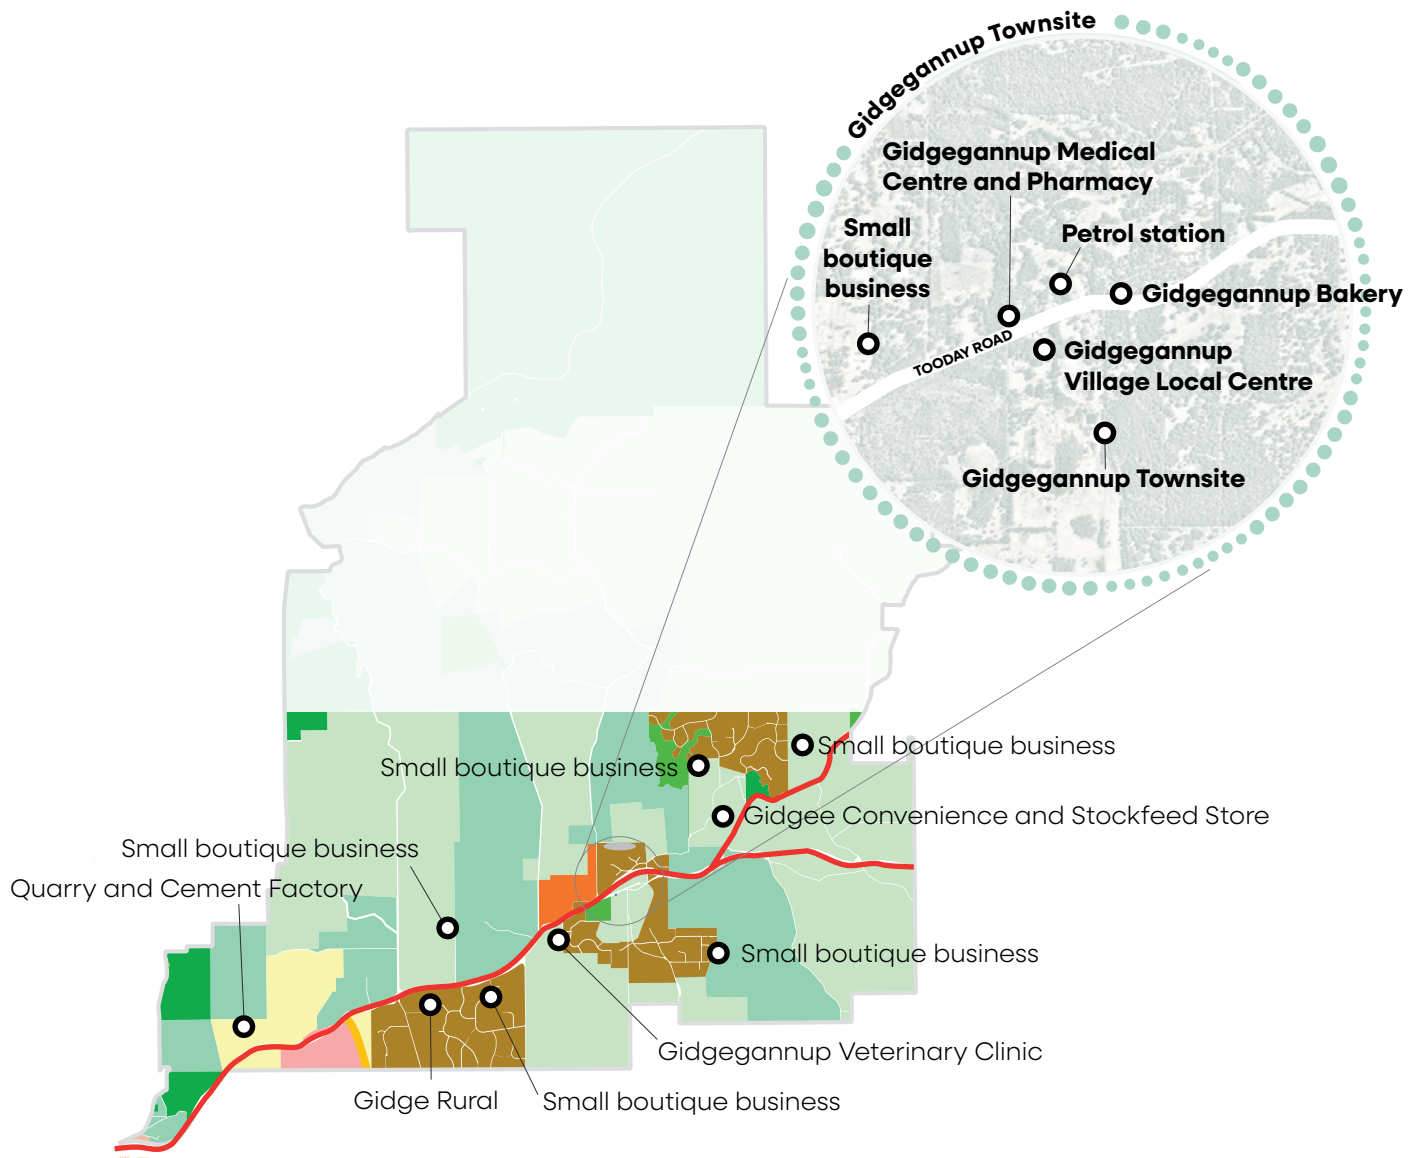 Gidgegannup Townsite
Gidgegannup Medical
Centre and Pharmacy
Small
boutique
business
Petrol station
Gidgegannup Bakery
TOODAY ROAD
Gidgegannup
Village Local Centre
Gidgegannup Townsite
Small boutique business
Small boutique business
Gidgee Convenience and Stockfeed Store
Small boutique business
Quarry and Cement Factory
Small boutique business
Gidgegannup Veterinary Clinic
Gidge Rural
Small boutique business